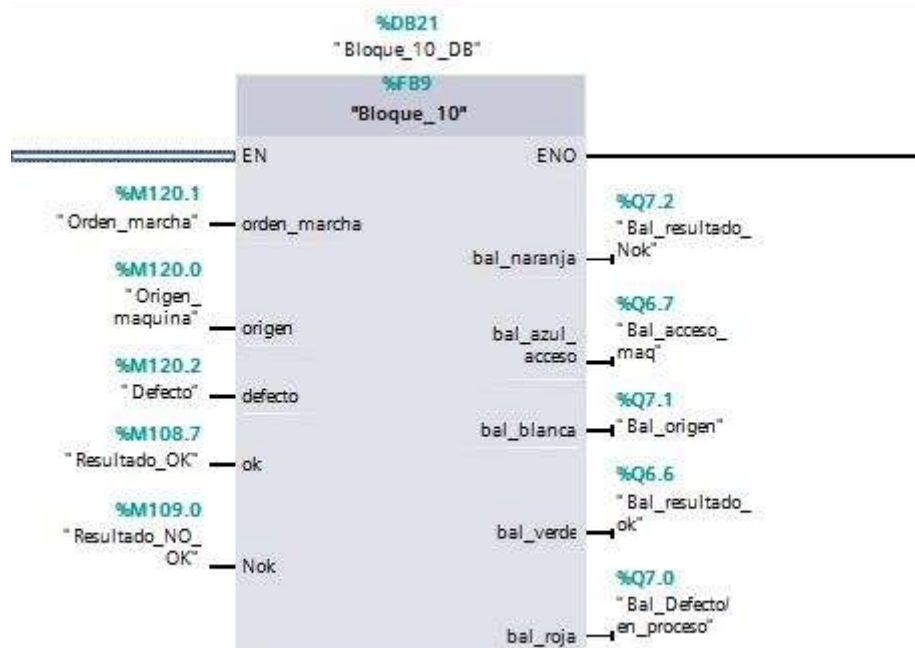 %DB21
"Bloque_10_DB"
%FB9
"Bloque_10"
EN
ENO
%M120.1
"Orden_marcha"
orden_marcha
%Q7.2
"Bal_resultado_
Nok"
bal_naranja
%M120.0
"Origen_
maquina"
origen
%Q6.7
"Bal_acceso_
maq"
bal_azul_
acceso
%M120.2
"Defecto"
defecto
%Q7.1
"Bal_origen"
bal_blanca
%M108.7
"Resultado_OK"
ok
%Q6.6
"Bal_resultado_
ok"
bal_verde
%M109.0
"Resultado_NO_
OK"
Nok
%Q7.0
"Bal_Defecto/
en_proceso"
bal_roja